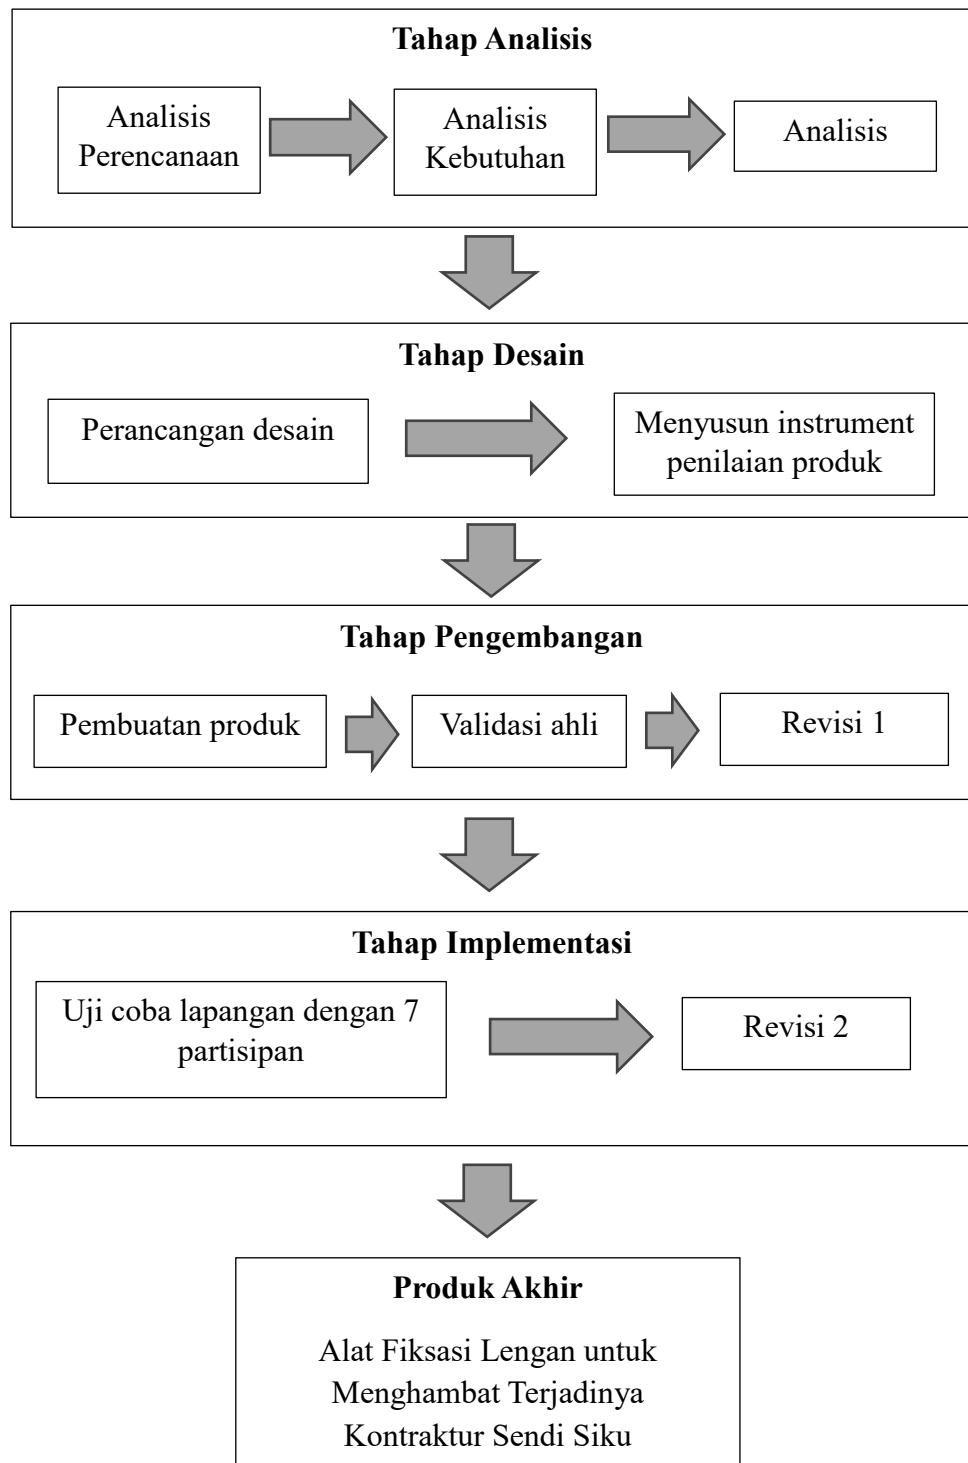 Tahap Analisis
Analisis
Perencanaan
Analisis
Kebutuhan
Analisis
Tahap Desain
Perancangan desain
Menyusun instrument
penilaian produk
Tahap Pengembangan
Pembuatan produk
Validasi ahli
Revisi 1
Tahap Implementasi
Uji coba lapangan dengan 7
partisipan
Revisi 2
Produk Akhir
Alat Fiksasi Lengan untuk
Menghambat Terjadinya
Kontraktur Sendi Siku